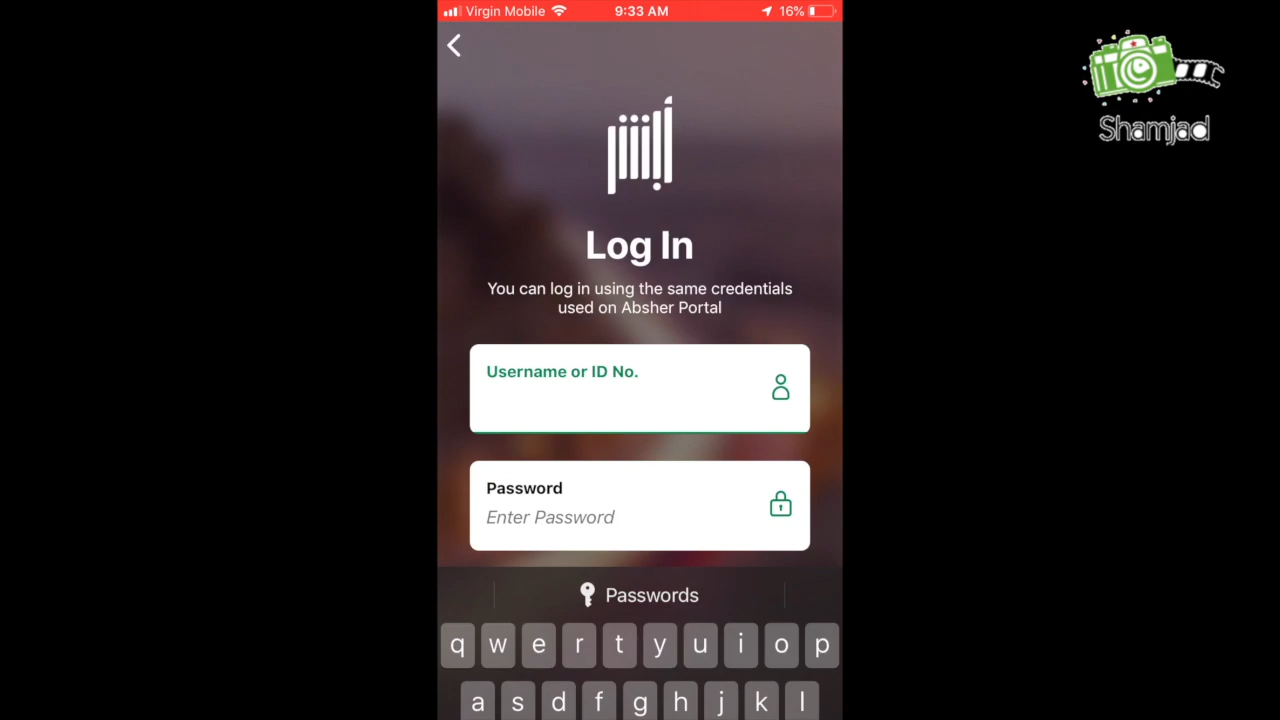 Virgin Mobile 9:33 AM 16%
Shamjad
أبشر
Log In
You can log in using the same credentials
used on Absher Portal
Username or ID No.
Password
Enter Password
Passwords
q w e r t y u i o p
a s d f g h j k l